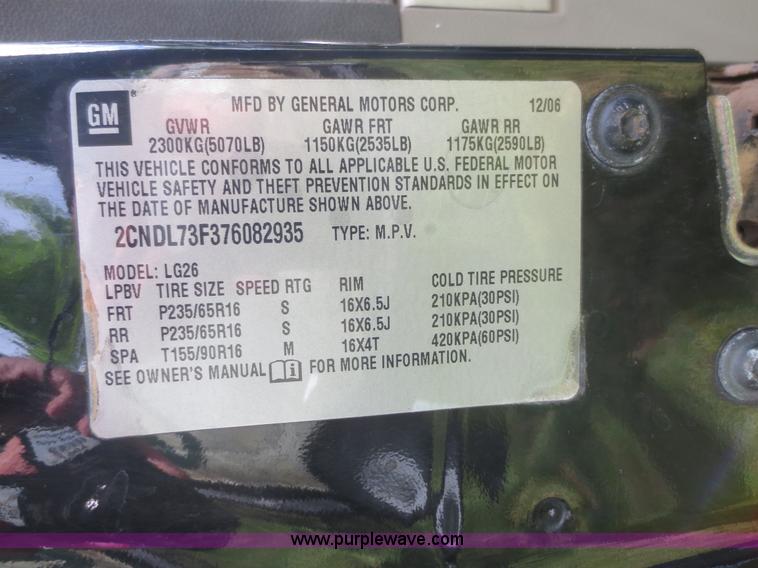 GM ® MFD BY GENERAL MOTORS CORP. 12/06
GVWR GAWR FRT GAWR RR
2300KG(5070LB) 1150KG(2535LB) 1175KG(2590LB)
THIS VEHICLE CONFORMS TO ALL APPLICABLE U.S. FEDERAL MOTOR
VEHICLE SAFETY AND THEFT PREVENTION STANDARDS IN EFFECT ON
THE DATE OF MANUFACTURE SHOWN ABOVE.
2CNDL73F376082935 TYPE: M.P.V.
MODEL: LG26
LPBV TIRE SIZE SPEED RTG RIM COLD TIRE PRESSURE
FRT P235/65R16 S 16X6.5J 210KPA(30PSI)
RR P235/65R16 S 16X6.5J 210KPA(30PSI)
SPA T155/90R16 M 16X4T 420KPA(60PSI)
SEE OWNER'S MANUAL i FOR MORE INFORMATION.
www.purplewave.com